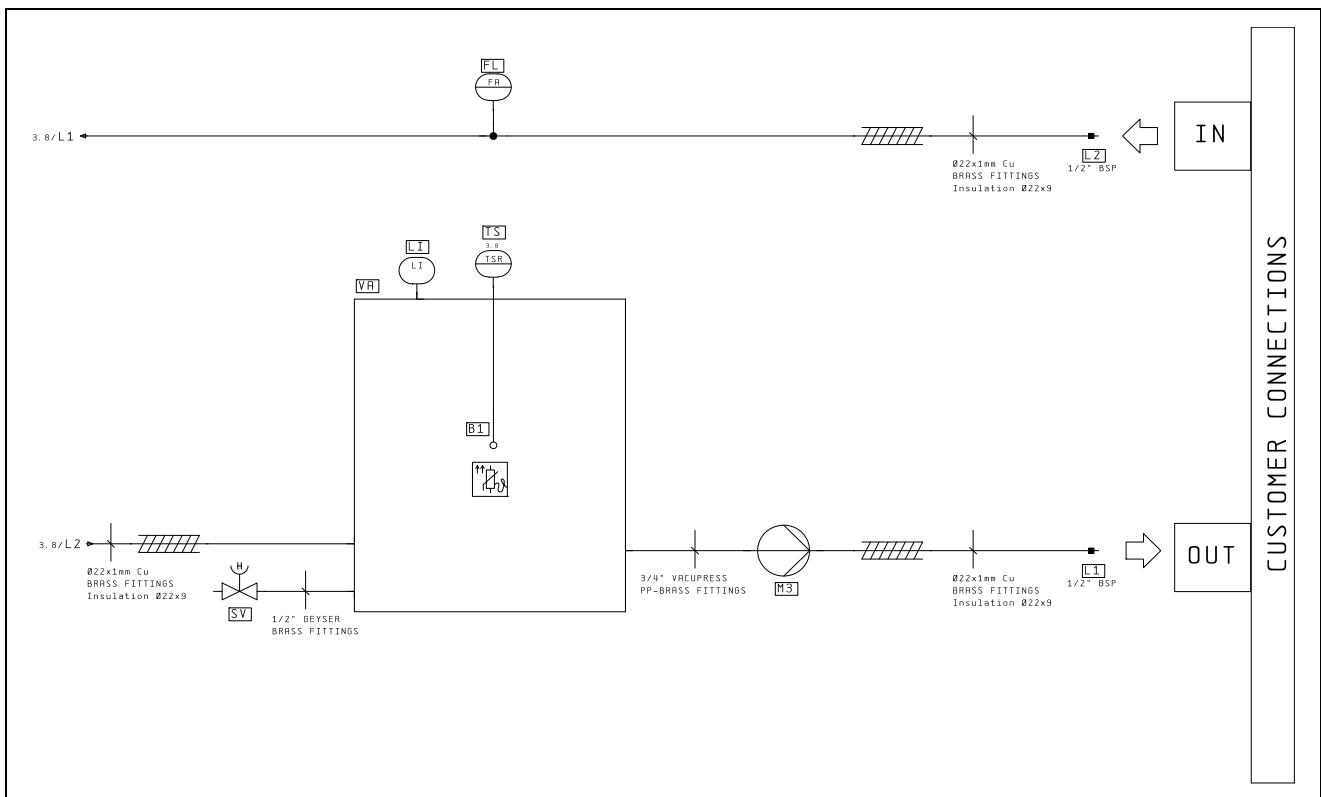 FL
FA
3.8/L1
IN
L2
1/2" BSP
Ø22x1mm Cu
BRASS FITTINGS
Insulation Ø22x9
TS
3.8
TSR
LI
LI
VA
CUSTOMER CONNECTIONS
B1
3.8/L2
Ø22x1mm Cu
BRASS FITTINGS
Insulation Ø22x9
H
SV
1/2" GEYSER
BRASS FITTINGS
3/4" VACUPRESS
PP-BRASS FITTINGS
M3
Ø22x1mm Cu
BRASS FITTINGS
Insulation Ø22x9
L1
1/2" BSP
OUT